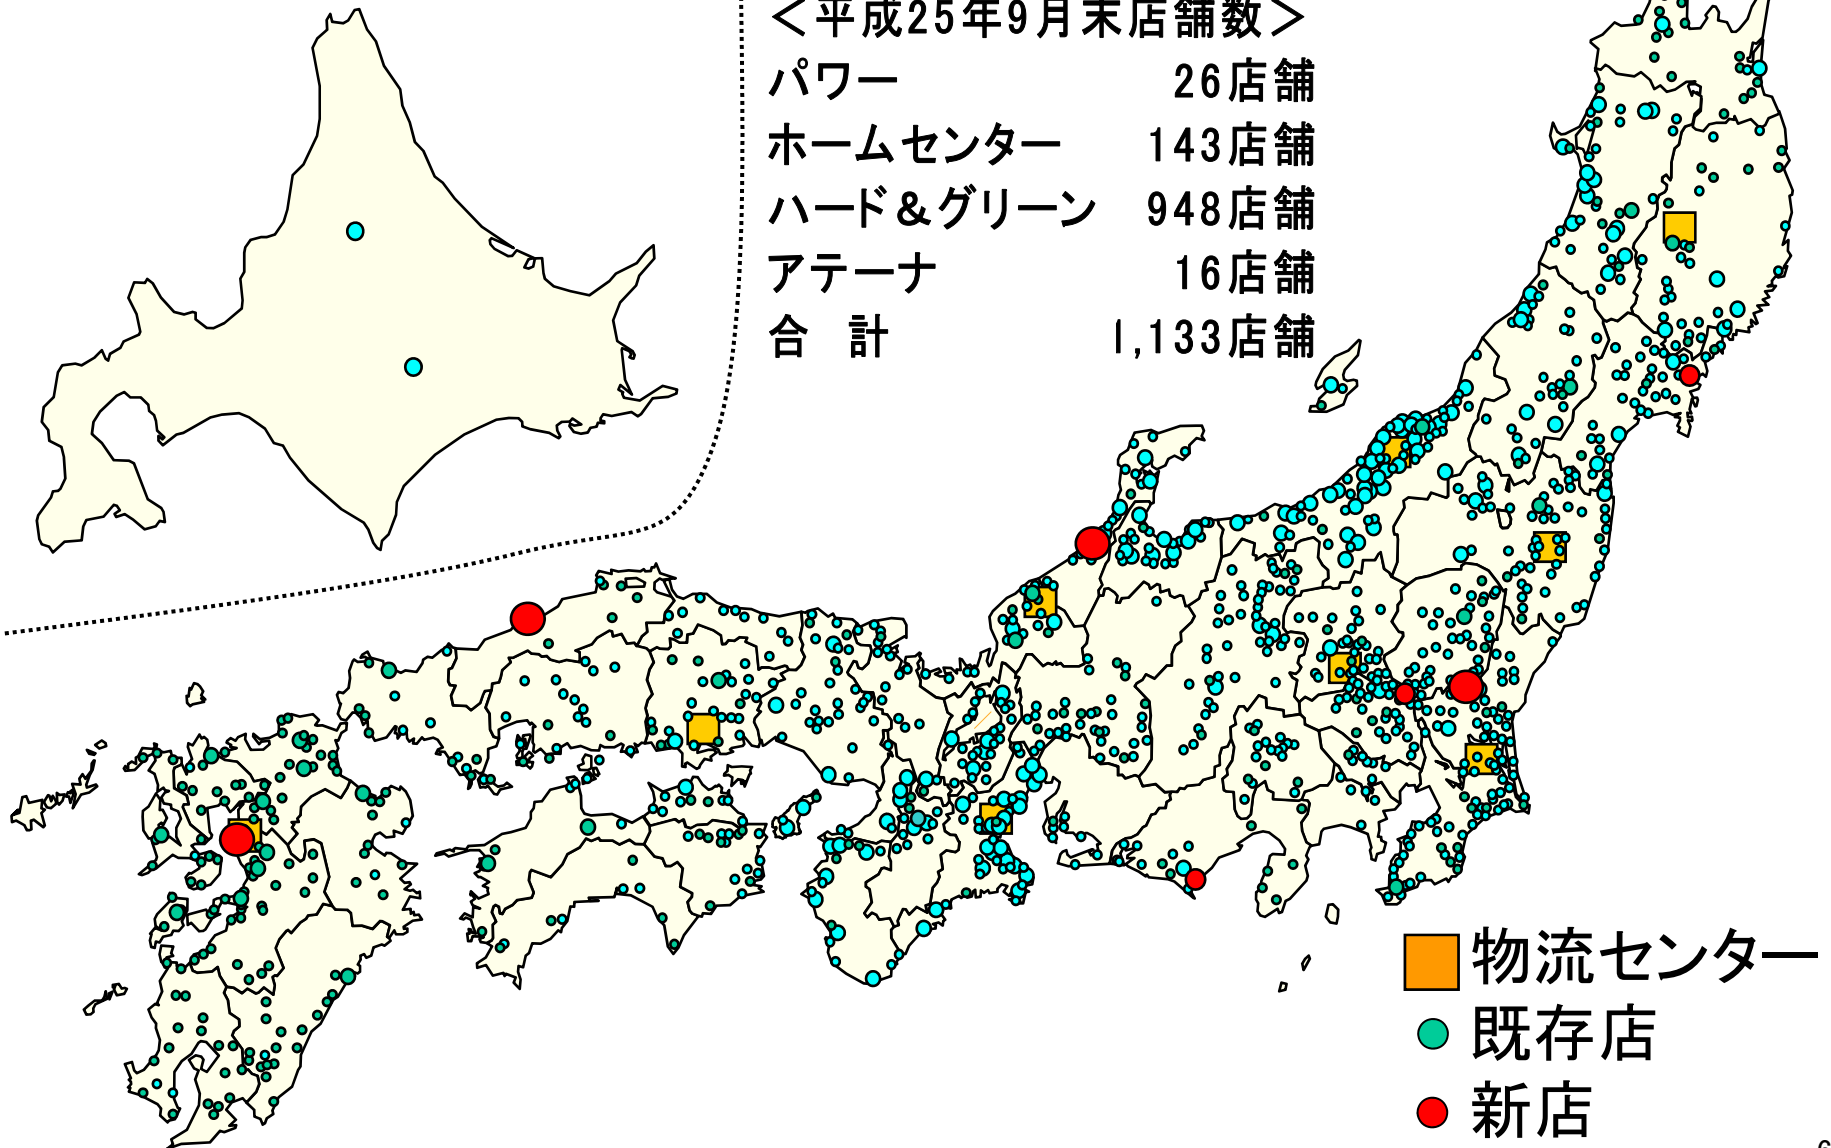 ＜平成25年9月末店舗数＞
パワー 26店舗
ホームセンター 143店舗
ハード＆グリーン 948店舗
アテーナ 16店舗
合 計 1,133店舗
物流センター
既存店
新店